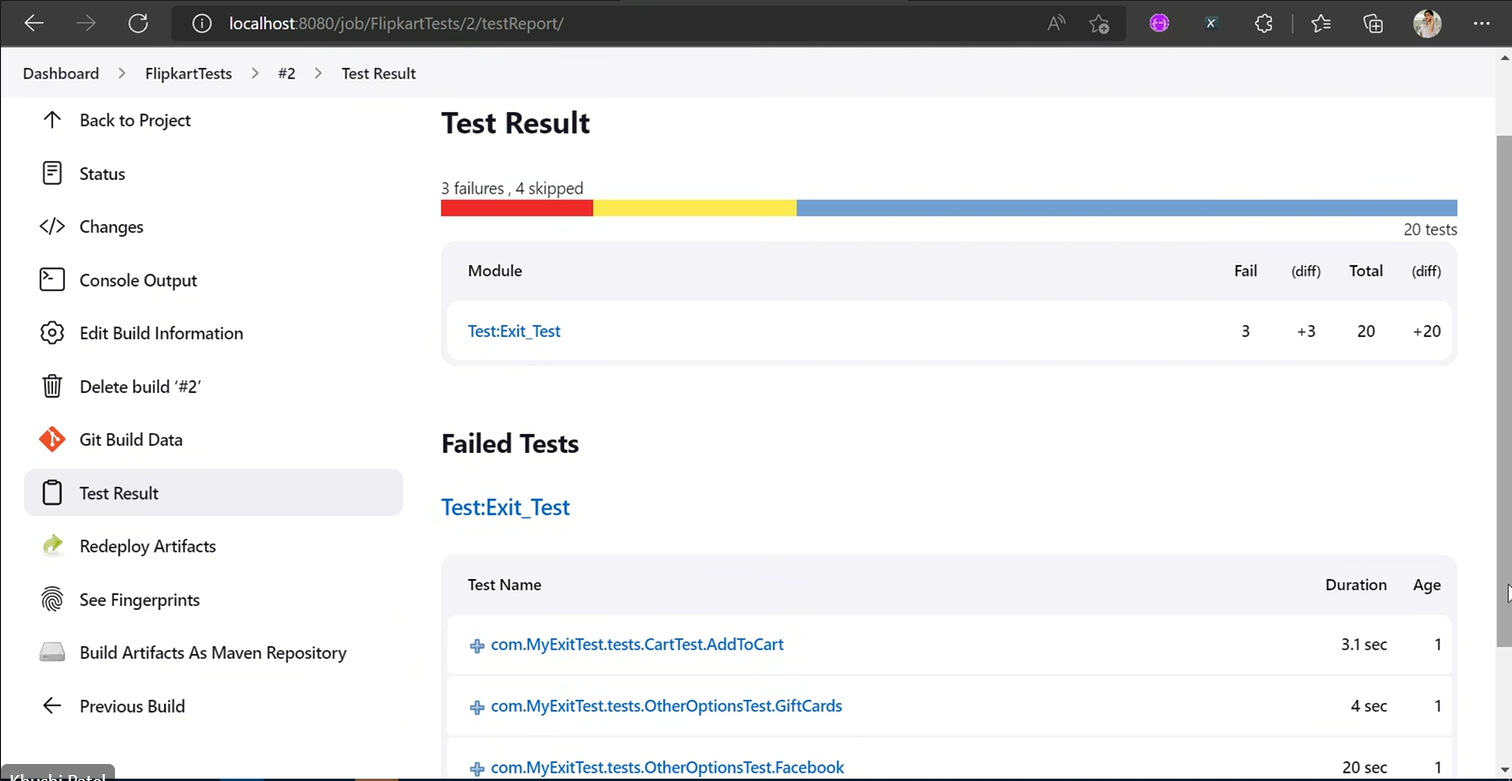 localhost:8080/job/FlipkartTests/2/testReport/
Dashboard > FlipkartTests > #2 > Test Result
Back to Project
Status
Changes
Console Output
Edit Build Information
Delete build ‘#2’
Git Build Data
Test Result
Redeploy Artifacts
See Fingerprints
Build Artifacts As Maven Repository
Previous Build
Test Result
3 failures , 4 skipped
20 tests
Module Fail (diff) Total (diff)
Test:Exit_Test 3 +3 20 +20
Failed Tests
Test:Exit_Test
Test Name Duration Age
com.MyExitTest.tests.CartTest.AddToCart 3.1 sec 1
com.MyExitTest.tests.OtherOptionsTest.GiftCards 4 sec 1
com.MyExitTest.tests.OtherOptionsTest.Facebook 20 sec 1
Khushi Patel